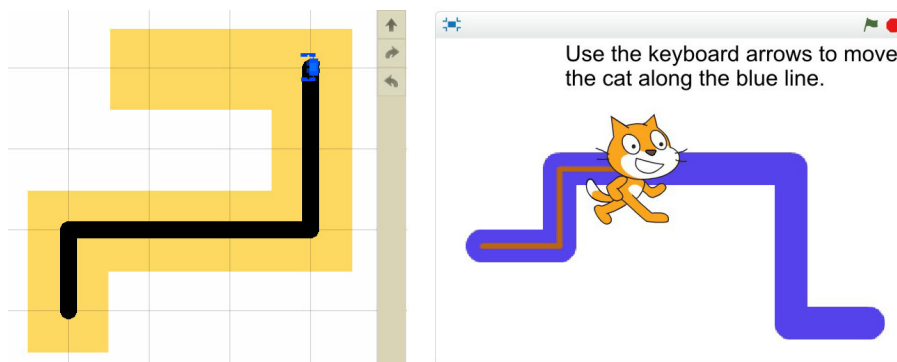 Use the keyboard arrows to move
the cat along the blue line.